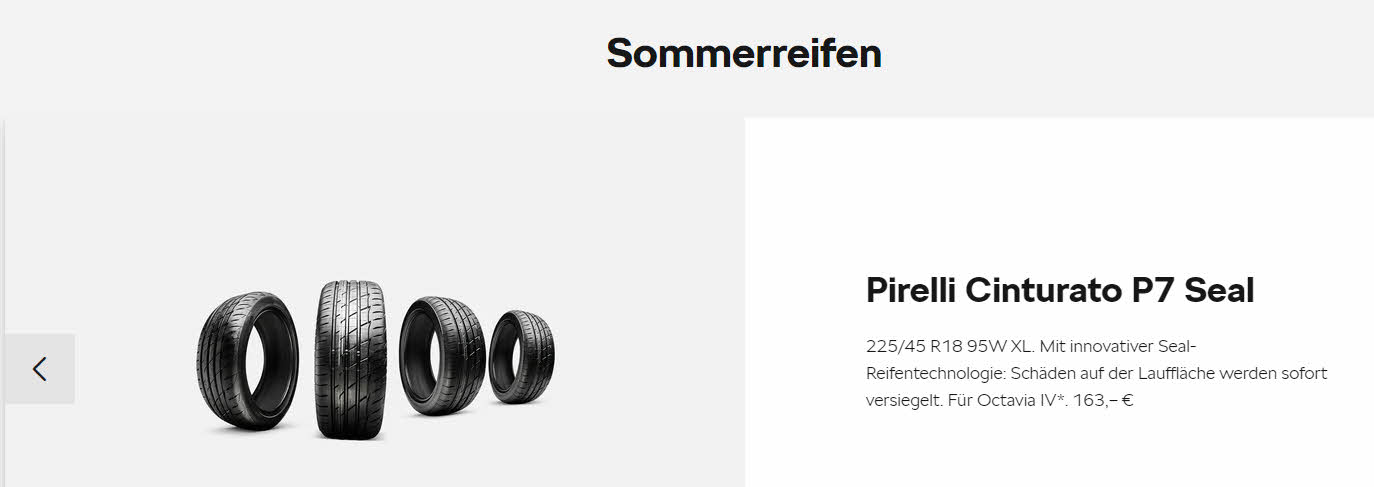 Sommerreifen
Pirelli Cinturato P7 Seal
225/45 R18 95W XL. Mit innovativer Seal-
Reifentechnologie: Schäden auf der Lauffläche werden sofort
versiegelt. Für Octavia IV*. 163,– €